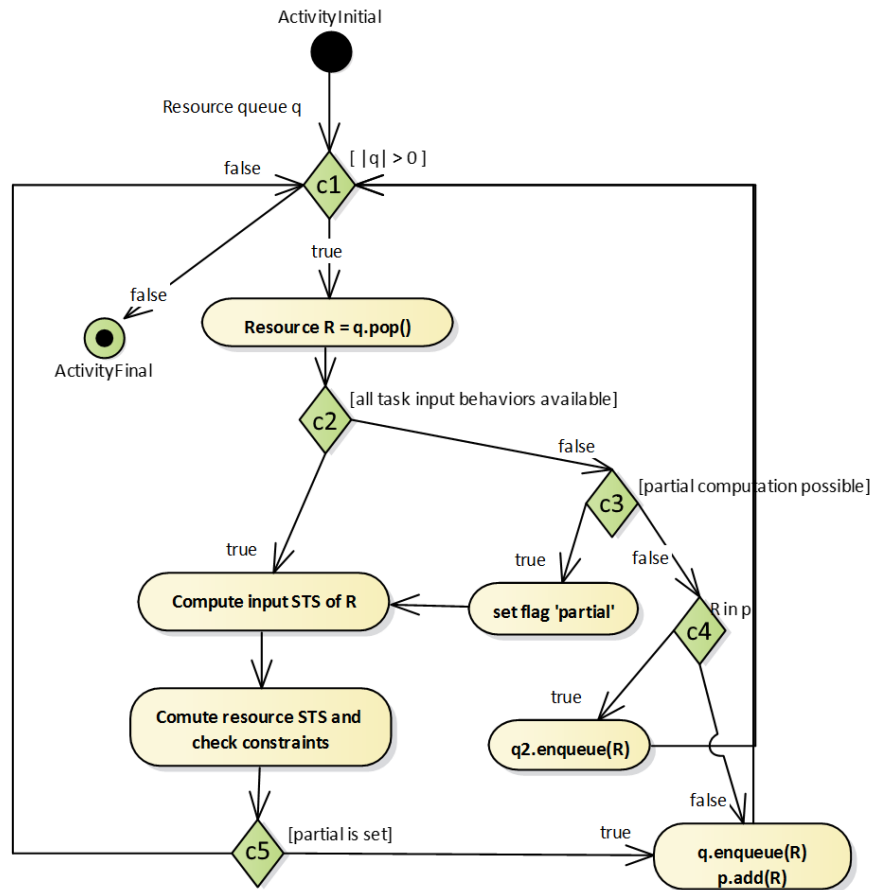 ActivityInitial
Resource queue q
[ |q| > 0 ]
false
c1
true
false
Resource R = q.pop()
ActivityFinal
[all task input behaviors available]
c2
false
[partial computation possible]
c3
true
true
false
Compute input STS of R
set flag 'partial'
R in p
c4
true
Comute resource STS and
check constraints
q2.enqueue(R)
false
[partial is set]
true
c5
q.enqueue(R)
p.add(R)